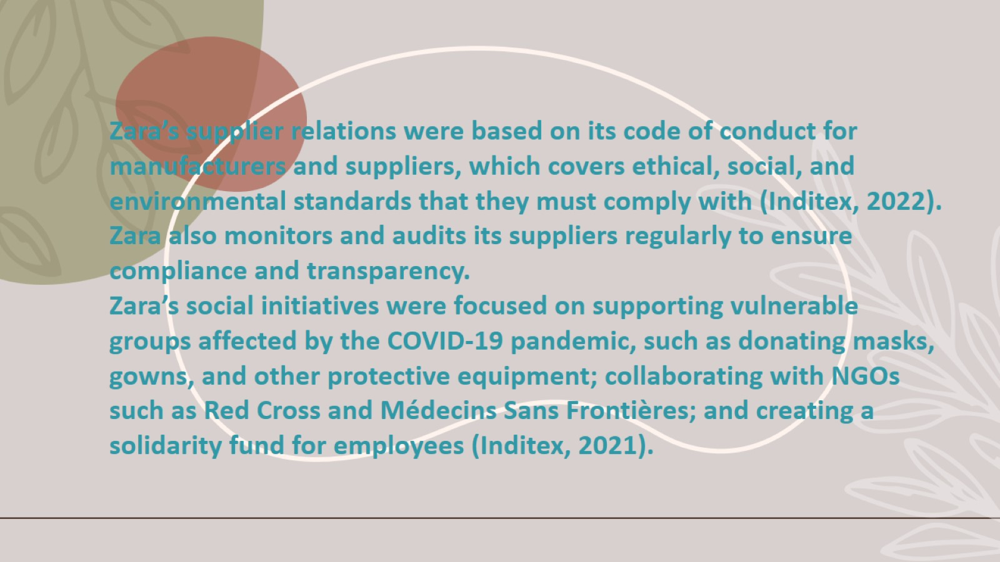 Zara’s supplier relations were based on its code of conduct for
manufacturers and suppliers, which covers ethical, social, and
environmental standards that they must comply with (Inditex, 2022).
Zara also monitors and audits its suppliers regularly to ensure
compliance and transparency.
Zara’s social initiatives were focused on supporting vulnerable
groups affected by the COVID-19 pandemic, such as donating masks,
gowns, and other protective equipment; collaborating with NGOs
such as Red Cross and Médecins Sans Frontières; and creating a
solidarity fund for employees (Inditex, 2021).